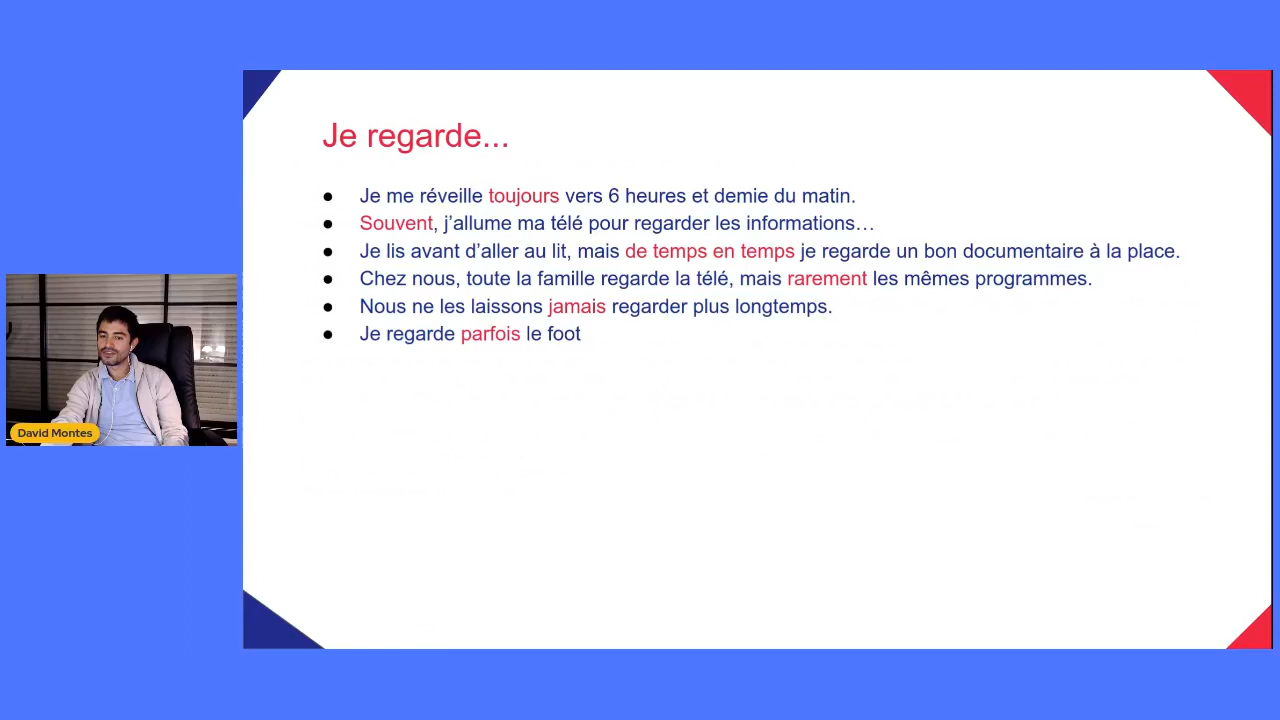 Je regarde...
● Je me réveille toujours vers 6 heures et demie du matin.
● Souvent, j’allume ma télé pour regarder les informations…
● Je lis avant d’aller au lit, mais de temps en temps je regarde un bon documentaire à la place.
● Chez nous, toute la famille regarde la télé, mais rarement les mêmes programmes.
● Nous ne les laissons jamais regarder plus longtemps.
● Je regarde parfois le foot
David Montes